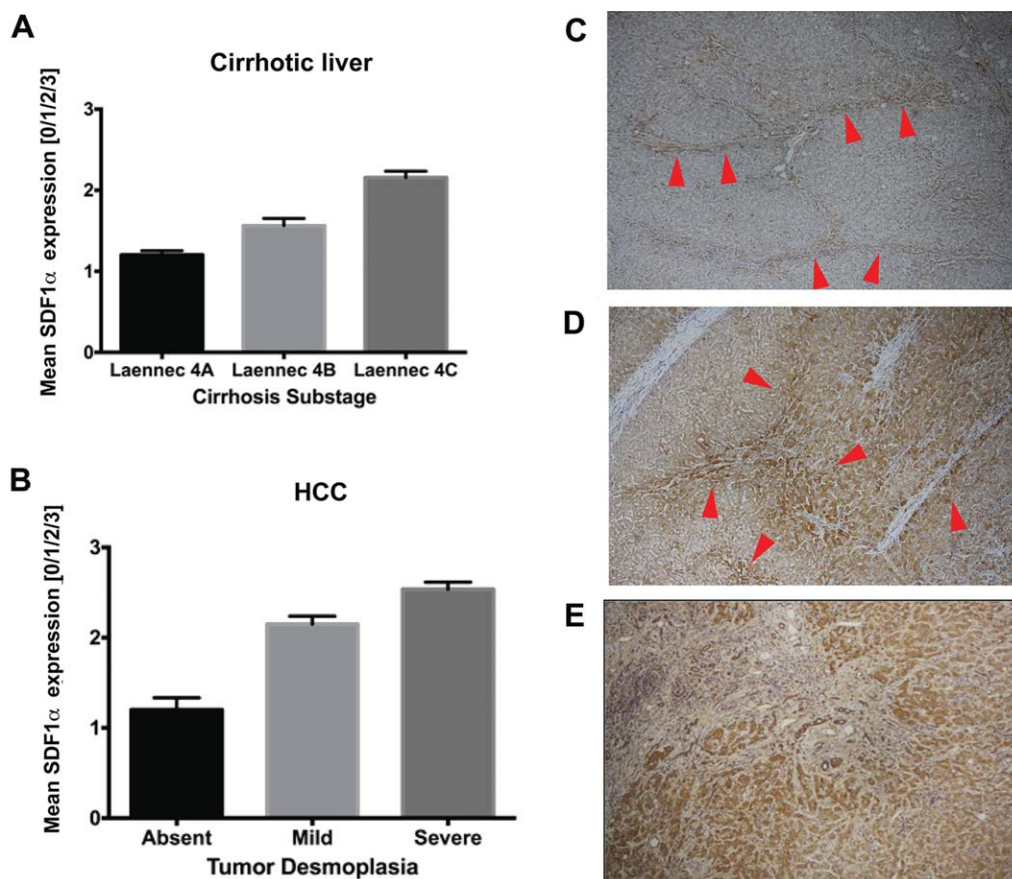 A
Cirrhotic liver
Mean SDF1α expression [0/1/2/3]
3
2
1
0
Laennec 4A Laennec 4B Laennec 4C
Cirrhosis Substage
B
HCC
Mean SDF1α expression [0/1/2/3]
3
2
1
0
Absent Mild Severe
Tumor Desmoplasia
C
D
E